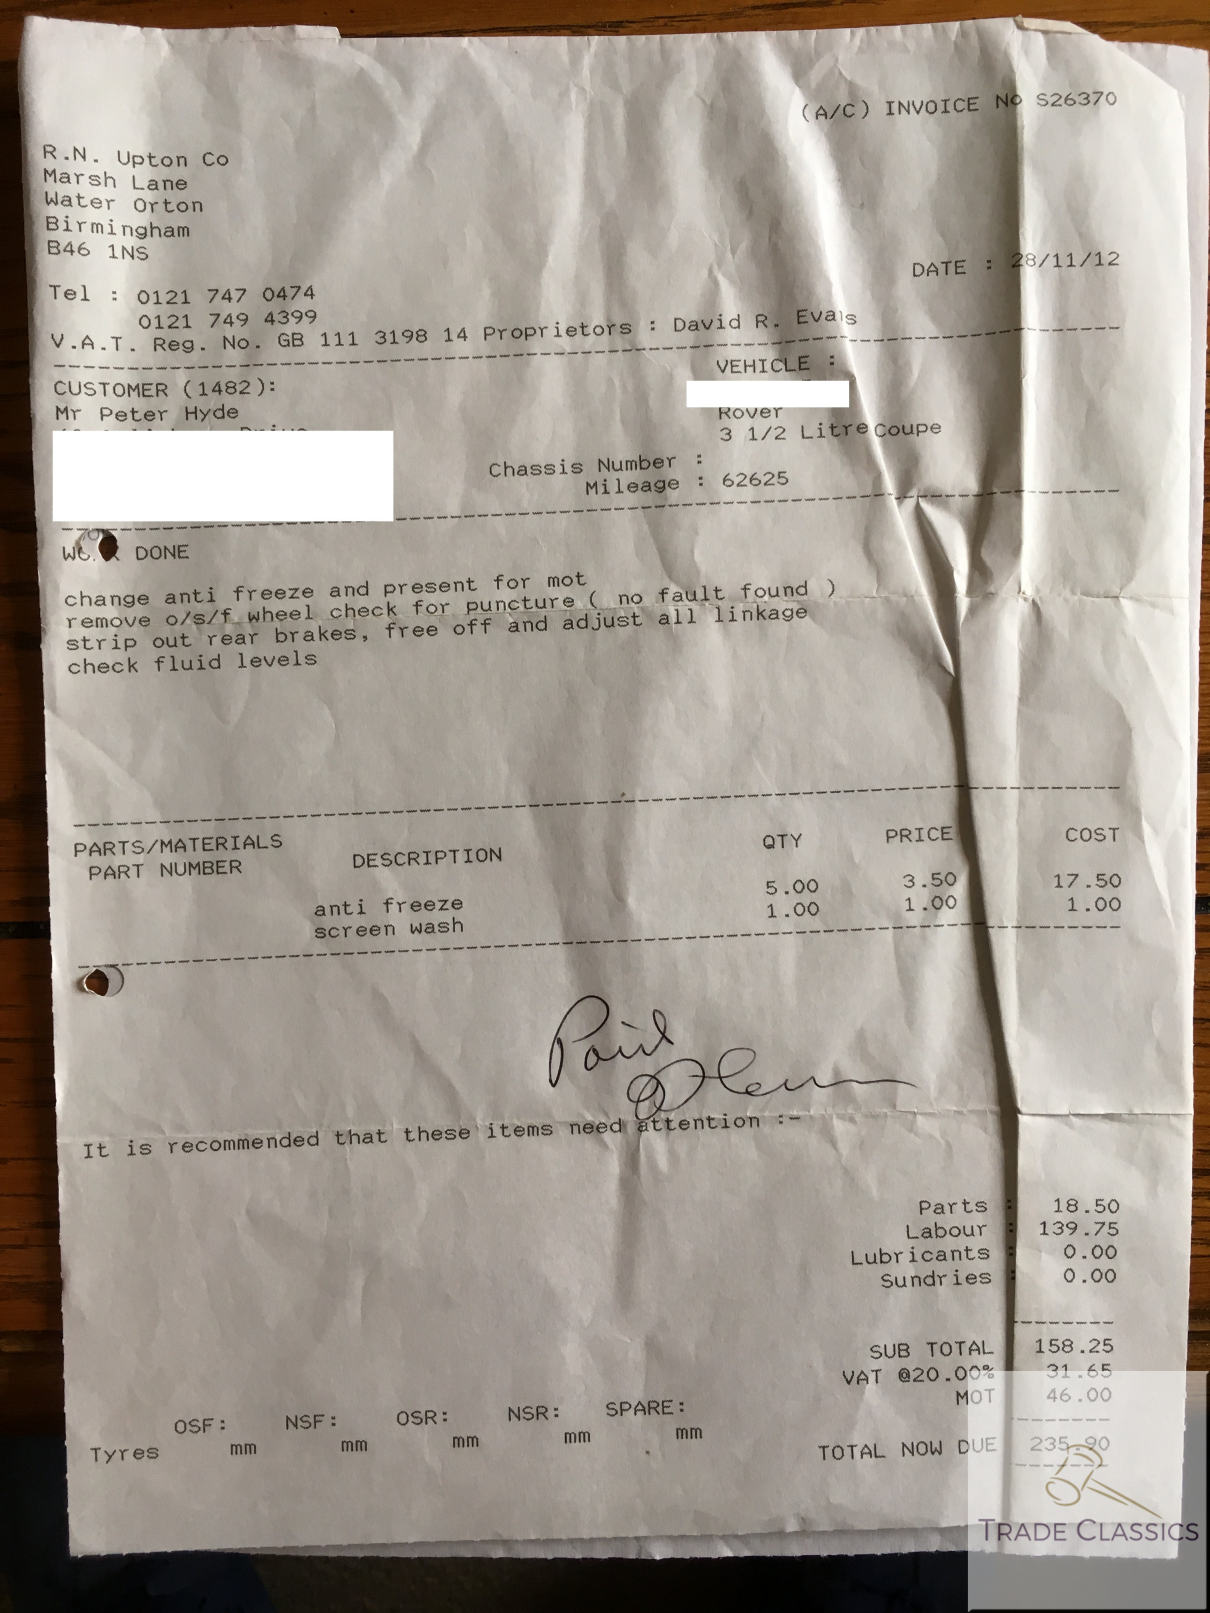 (A/C) INVOICE No S26370
R.N. Upton Co
Marsh Lane
Water Orton
Birmingham
B46 1NS
DATE : 28/11/12
Tel : 0121 747 0474
0121 749 4399
V.A.T. Reg. No. GB 111 3198 14 Proprietors : David R. Evans
CUSTOMER (1482):
VEHICLE :
Mr Peter Hyde
Rover
3 1/2 Litre Coupe
Chassis Number :
Mileage : 62625
WORK DONE
change anti freeze and present for mot
remove o/s/f wheel check for puncture ( no fault found )
strip out rear brakes, free off and adjust all linkage
check fluid levels
PARTS/MATERIALS
PART NUMBER DESCRIPTION QTY PRICE COST
anti freeze 5.00 3.50 17.50
screen wash 1.00 1.00 1.00
Paid
It is recommended that these items need attention :-
Parts : 18.50
Labour : 139.75
Lubricants : 0.00
Sundries : 0.00
SUB TOTAL 158.25
VAT @20.00% 31.65
MOT 46.00
OSF: NSF: OSR: NSR: SPARE:
Tyres mm mm mm mm mm
TOTAL NOW DUE 235.90
TRADE CLASSICS